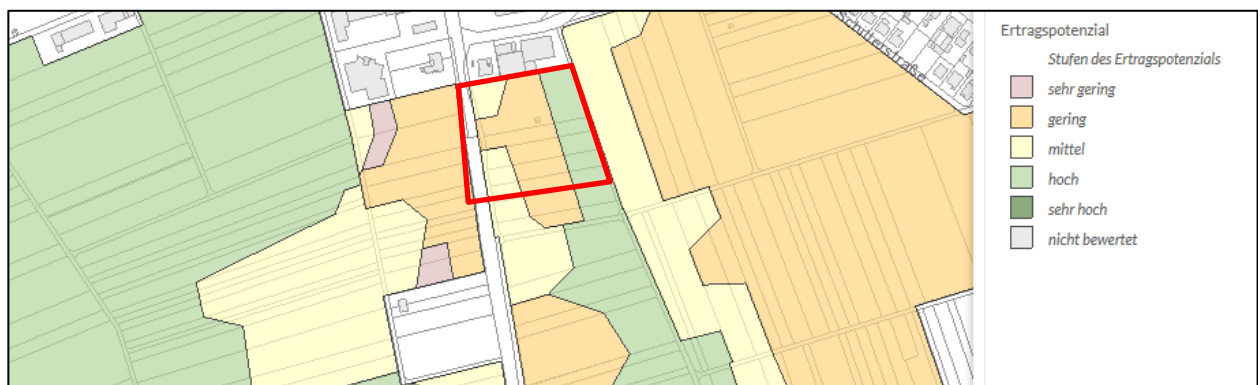 Ertragspotenzial
Stufen des Ertragspotenzials
sehr gering
gering
mittel
hoch
sehr hoch
nicht bewertet